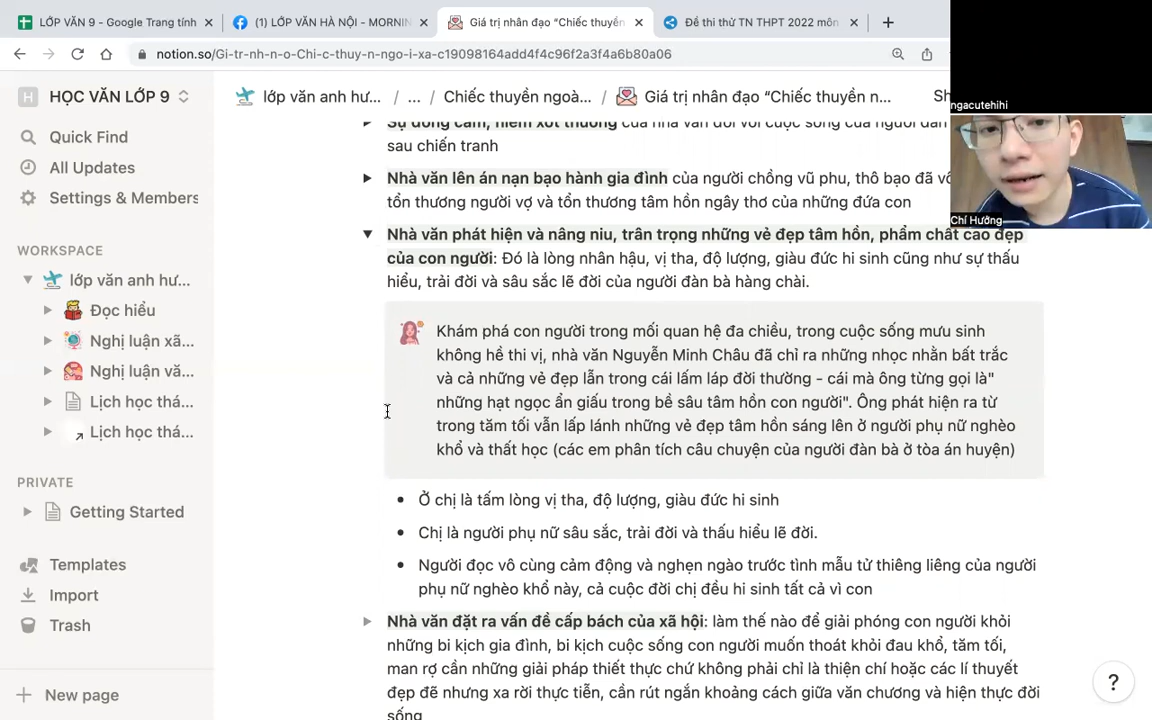 LỚP VĂN 9 - Google Trang tính
(1) LỚP VĂN HÀ NỘI - MORNIN
Giá trị nhân đạo "Chiếc thuyền
Đề thi thử TN THPT 2022 môn
notion.so/Gi-tr-nh-n-o-Chi-c-thuy-n-ngo-i-xa-c19098164add4f4c96f2a3f4a6b80a06
ngacutehihi
Chí Hướng
H HỌC VĂN LỚP 9
Quick Find
All Updates
Settings & Members
WORKSPACE
lớp văn anh hư...
Đọc hiểu
Nghị luận xã...
Nghị luận vă...
Lịch học thá...
Lịch học thá...
PRIVATE
Getting Started
Templates
Import
Trash
New page
lớp văn anh hư... / ... / Chiếc thuyền ngoà... / Giá trị nhân đạo "Chiếc thuyền n...
Sh
Sự đồng cảm, niềm xót thương của nhà văn đối với cuộc sống của người dân
sau chiến tranh
Nhà văn lên án nạn bạo hành gia đình của người chồng vũ phu, thô bạo đã
tổn thương người vợ và tổn thương tâm hồn ngây thơ của những đứa con
Nhà văn phát hiện và nâng niu, trân trọng những vẻ đẹp tâm hồn, phẩm chất cao đẹp
của con người: Đó là lòng nhân hậu, vị tha, độ lượng, giàu đức hi sinh cũng như sự thấu
hiểu, trải đời và sâu sắc lẽ đời của người đàn bà hàng chài.
Khám phá con người trong mối quan hệ đa chiều, trong cuộc sống mưu sinh
không hề thi vị, nhà văn Nguyễn Minh Châu đã chỉ ra những nhọc nhằn bất trắc
và cả những vẻ đẹp lẫn trong cái lấm láp đời thường - cái mà ông từng gọi là"
những hạt ngọc ẩn giấu trong bề sâu tâm hồn con người". Ông phát hiện ra từ
trong tăm tối vẫn lấp lánh những vẻ đẹp tâm hồn sáng lên ở người phụ nữ nghèo
khổ và thất học (các em phân tích câu chuyện của người đàn bà ở tòa án huyện)
Ở chị là tấm lòng vị tha, độ lượng, giàu đức hi sinh
Chị là người phụ nữ sâu sắc, trải đời và thấu hiểu lẽ đời.
Người đọc vô cùng cảm động và nghẹn ngào trước tình mẫu tử thiêng liêng của người
phụ nữ nghèo khổ này, cả cuộc đời chị đều hi sinh tất cả vì con
Nhà văn đặt ra vấn đề cấp bách của xã hội: làm thế nào để giải phóng con người khỏi
những bi kịch gia đình, bi kịch cuộc sống con người muốn thoát khỏi đau khổ, tăm tối,
man rợ cần những giải pháp thiết thực chứ không phải chỉ là thiện chí hoặc các lí thuyết
đẹp đẽ nhưng xa rời thực tiễn, cần rút ngắn khoảng cách giữa văn chương và hiện thực đời
sống
?